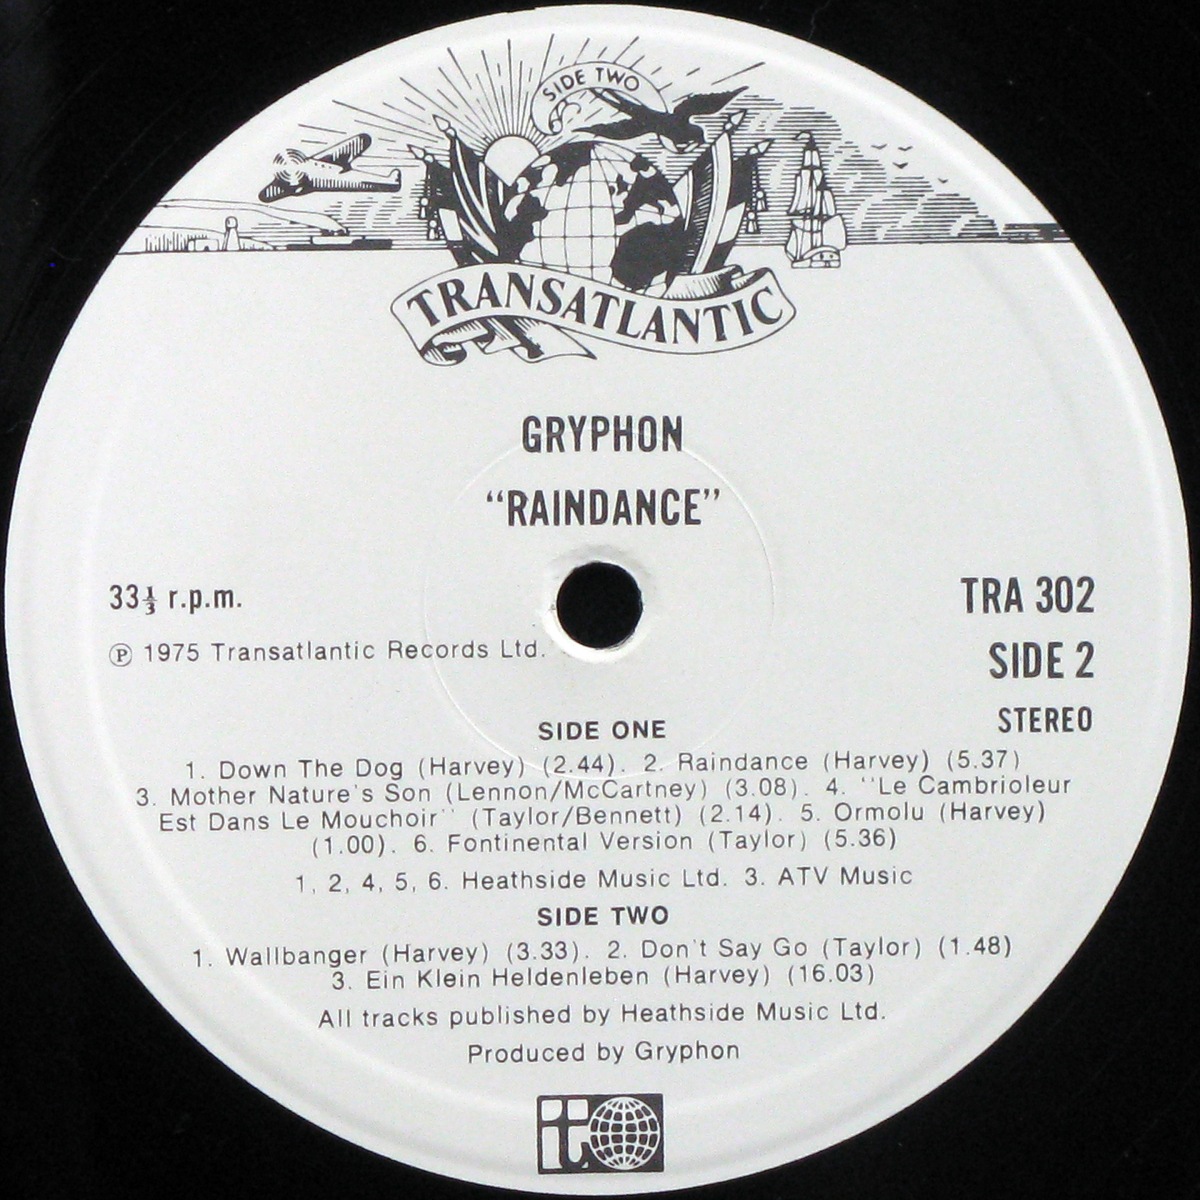 SIDE TWO
TRANSATLANTIC
GRYPHON
“RAINDANCE”
33⅓ r.p.m.
TRA 302
℗ 1975 Transatlantic Records Ltd.
SIDE 2
STEREO
SIDE ONE
1. Down The Dog (Harvey) (2.44). 2. Raindance (Harvey) (5.37)
3. Mother Nature's Son (Lennon/McCartney) (3.08). 4. "Le Cambrioleur
Est Dans Le Mouchoir" (Taylor/Bennett) (2.14). 5. Ormolu (Harvey)
(1.00). 6. Fontinental Version (Taylor) (5.36)
1, 2, 4, 5, 6. Heathside Music Ltd. 3. ATV Music
SIDE TWO
1. Wallbanger (Harvey) (3.33). 2. Don't Say Go (Taylor) (1.48)
3. Ein Klein Heldenleben (Harvey) (16.03)
All tracks published by Heathside Music Ltd.
Produced by Gryphon
it